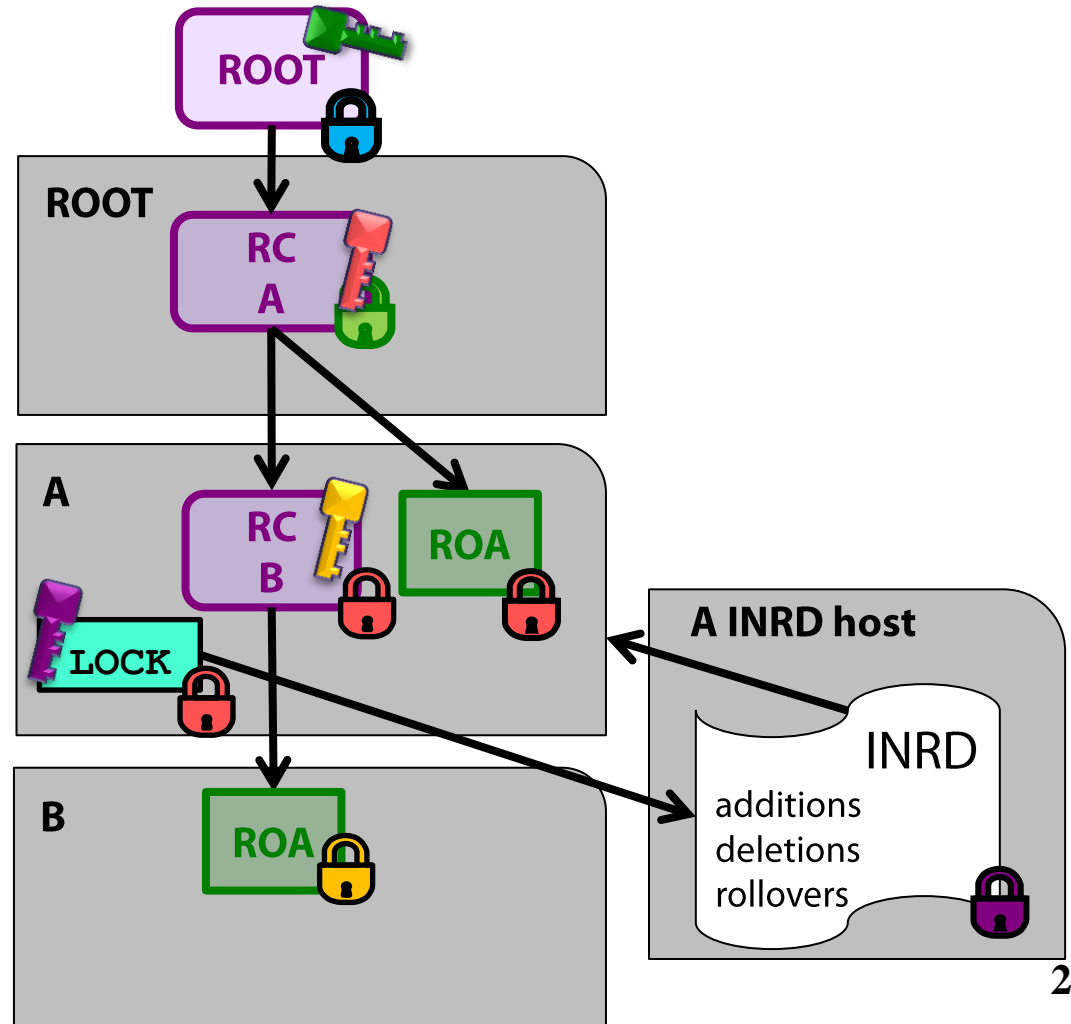 ROOT
ROOT
RC
A
A
RC
B
ROA
LOCK
A INRD host
INRD
additions
deletions
rollovers
B
ROA
2